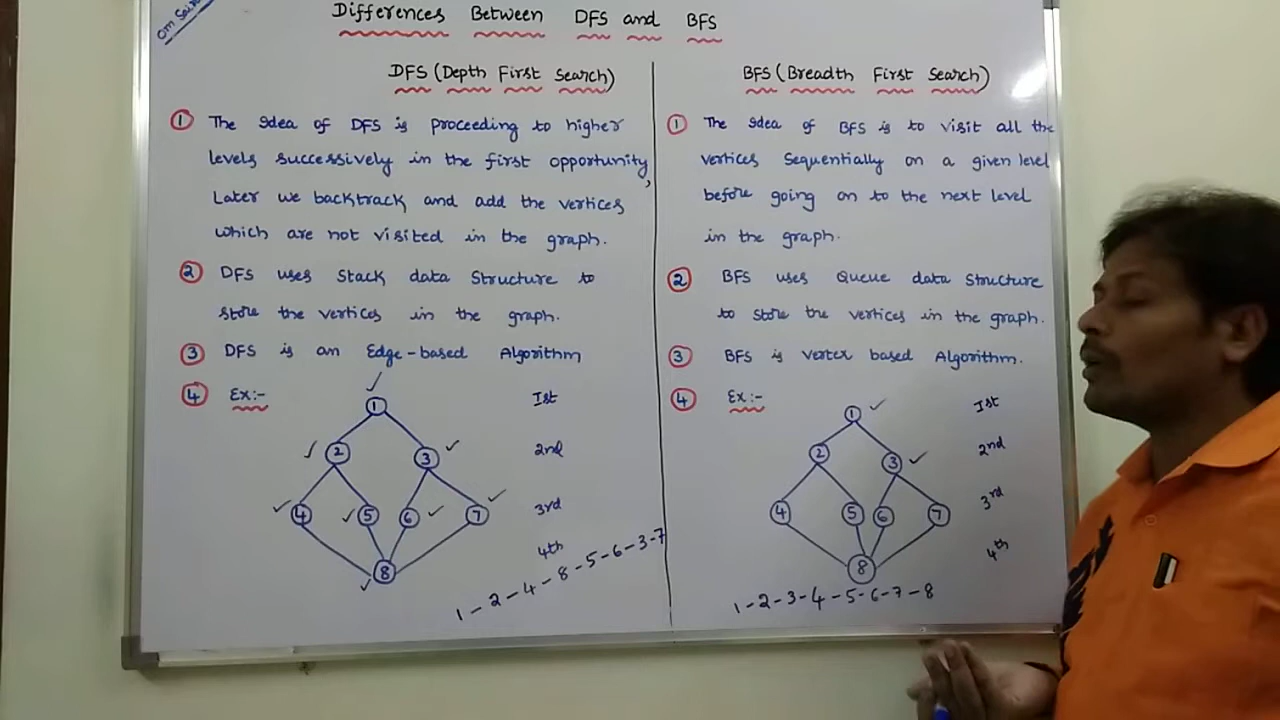 Om Sai
Differences Between DFS and BFS
DFS (Depth First Search)
① The Idea of DFS is proceeding to higher
levels successively in the first opportunity,
Later we backtrack and add the vertices
which are not visited in the graph.
② DFS uses Stack data Structure to
store the vertices in the graph.
③ DFS is an Edge-based Algorithm
④ Ex:-
1
Ist
2
3
2nd
4
5
6
7
3rd
8
4th
1-2-4-8-5-6-3-7
BFS (Breadth First Search)
① The Idea of BFS is to visit all the
vertices Sequentially on a given level
before going on to the next level
in the graph.
② BFS uses Queue data Structure
to store the vertices in the graph.
③ BFS is vertex based Algorithm.
④ Ex:-
1
Ist
2
3
2nd
4
5
6
7
3rd
8
4th
1-2-3-4-5-6-7-8